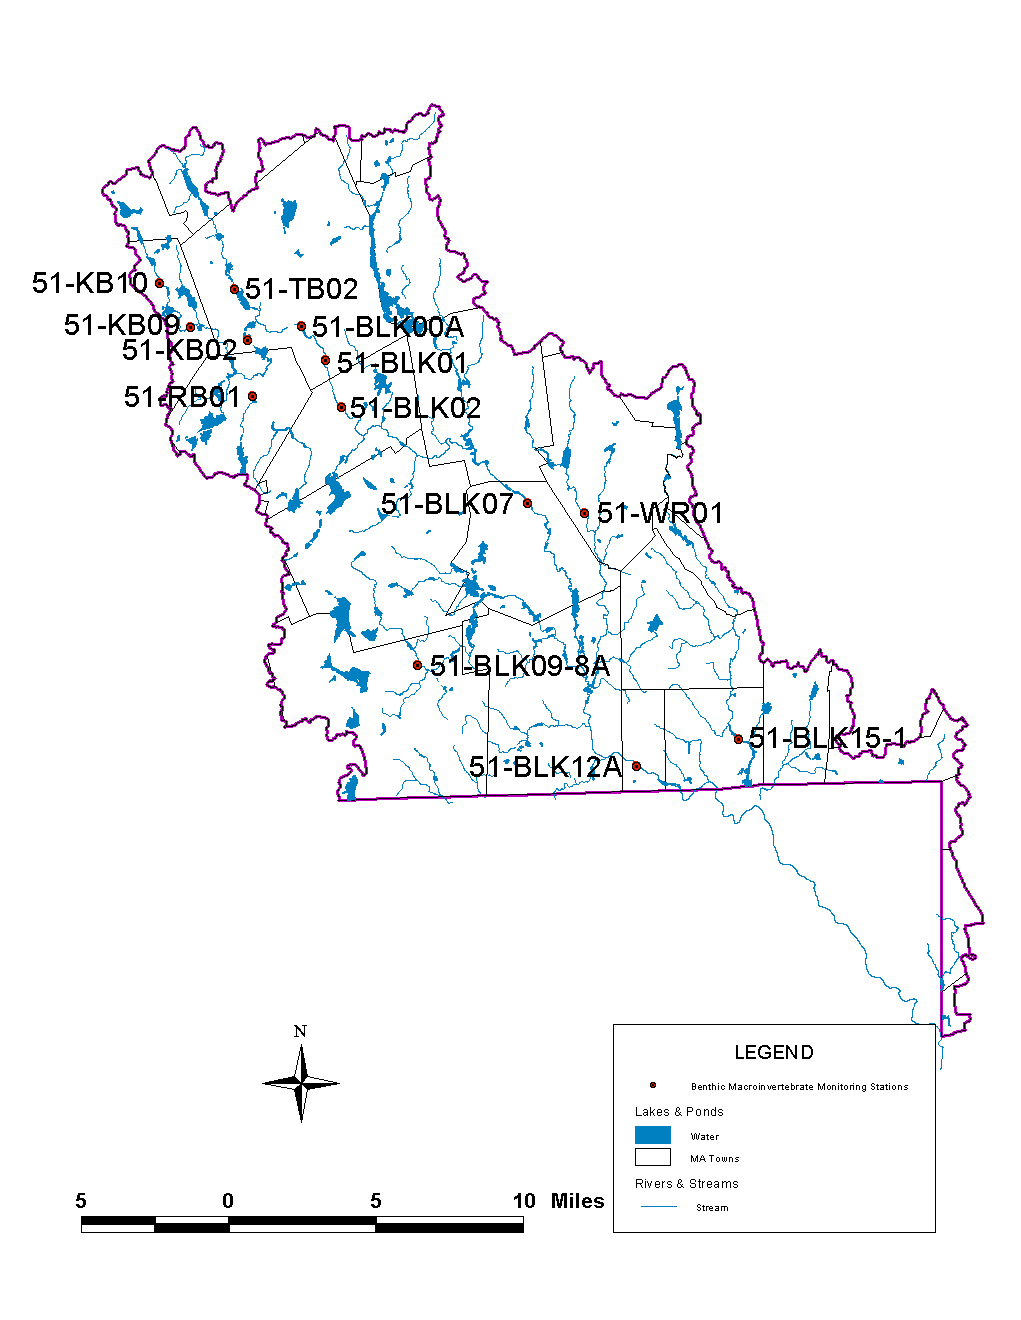 51-KB10
51-TB02
51-KB09
51-BLK00A
51-KB02
51-BLK01
51-RB01
51-BLK02
51-BLK07
51-WR01
51-BLK09-8A
51-BLK15-1
51-BLK12A
N
LEGEND
Benthic Macroinvertebrate Monitoring Stations
Lakes & Ponds
Water
MA Towns
Rivers & Streams
Stream
5 0 5 10 Miles